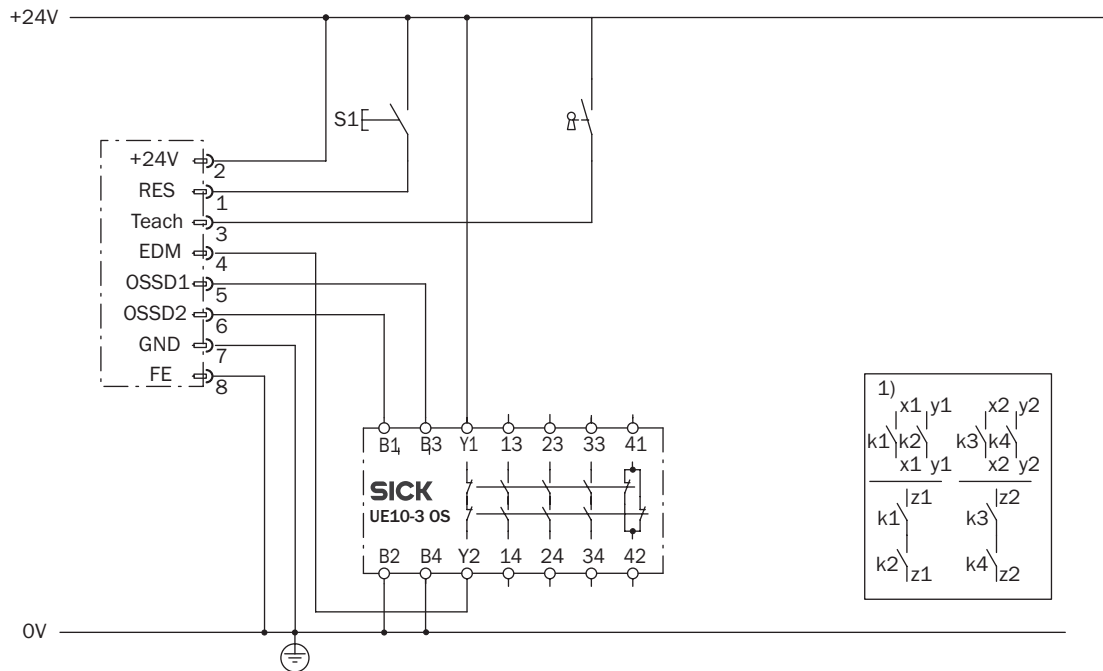 +24V
S1
+24V
2
RES
1
Teach
3
EDM
4
OSSD1
5
OSSD2
6
GND
7
FE
8
B1 B3 Y1 13 23 33 41
SICK
UE10-3 OS
B2 B4 Y2 14 24 34 42
0V
1)
x1 y1 x2 y2
k1 k2 k3 k4
x1 y1 x2 y2
z1 z2
k1 k3
k2 z1 k4 z2